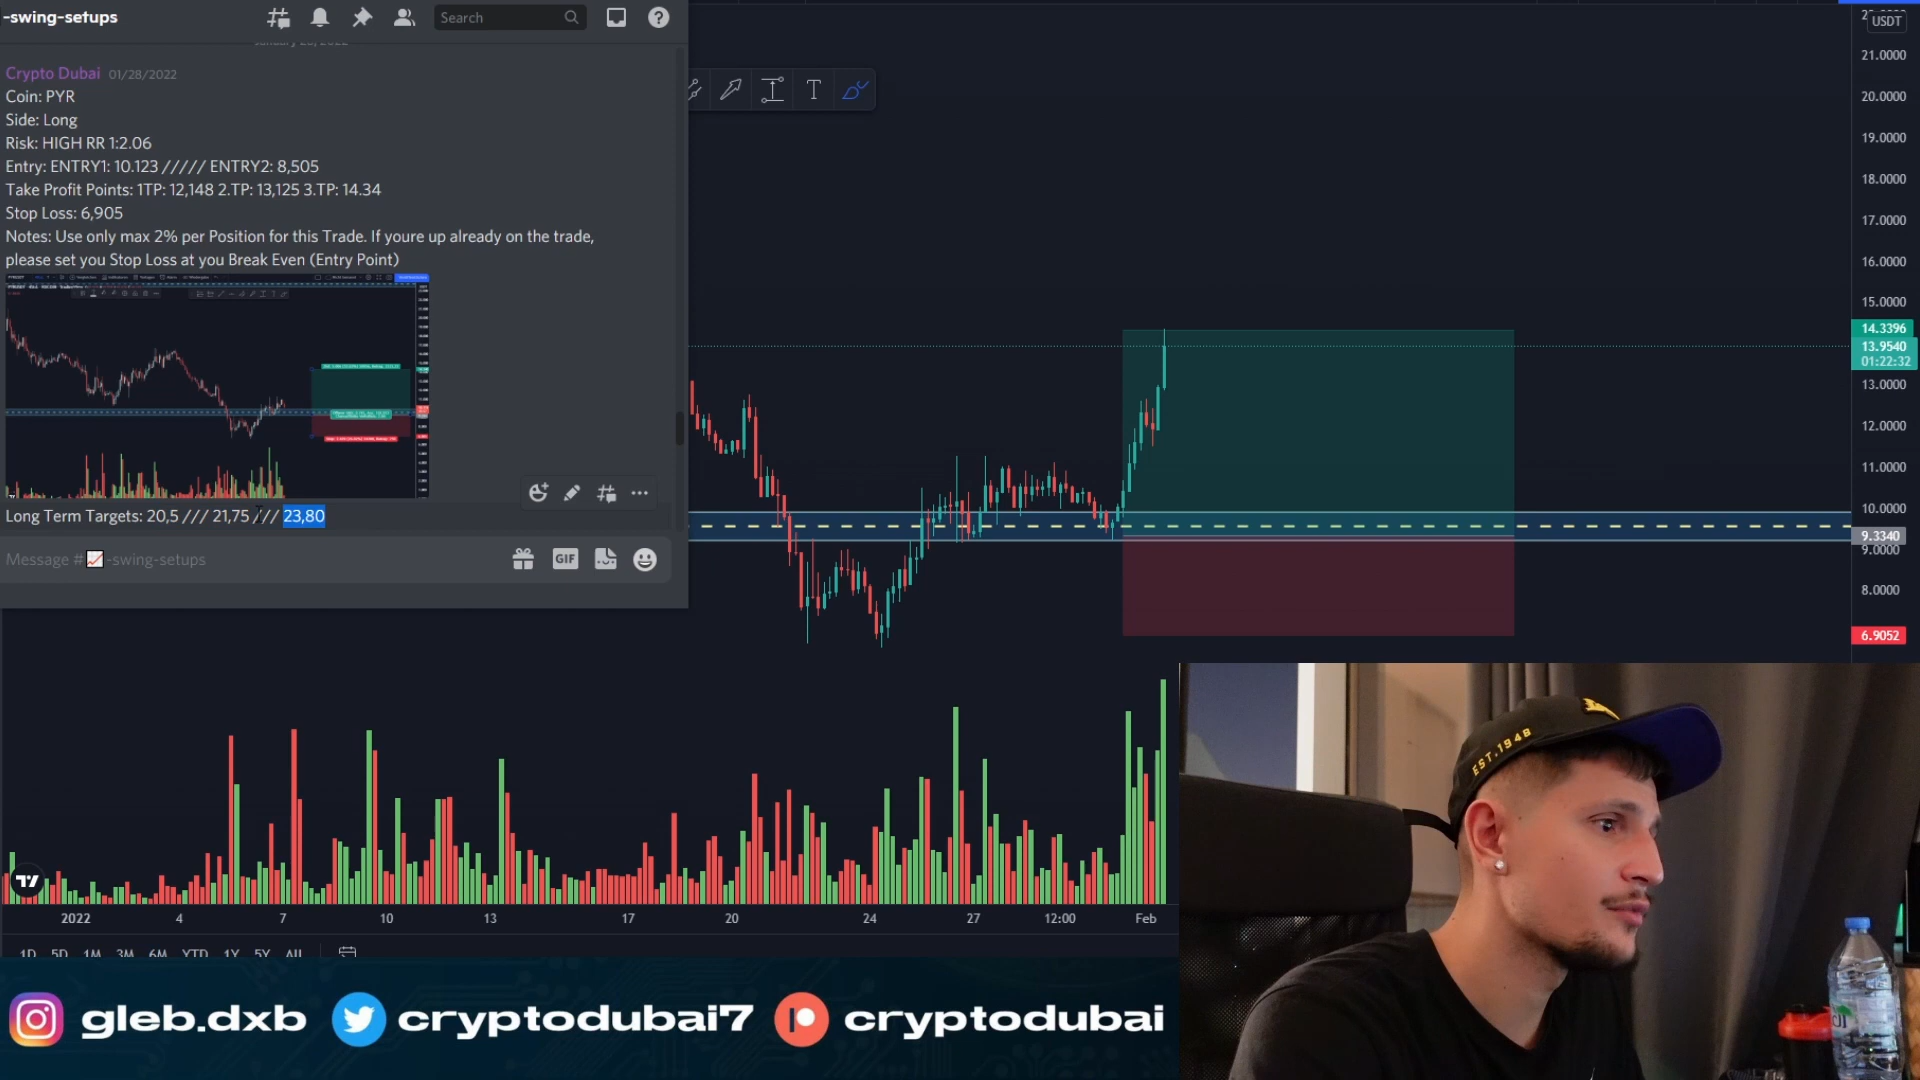 -swing-setups
Search
Crypto Dubai 01/28/2022
Coin: PYR
Side: Long
Risk: HIGH RR 1:2.06
Entry: ENTRY1: 10.123 ///// ENTRY2: 8,505
Take Profit Points: 1TP: 12,148 2.TP: 13,125 3.TP: 14.34
Stop Loss: 6,905
Notes: Use only max 2% per Position for this Trade. If youre up already on the trade,
please set you Stop Loss at you Break Even (Entry Point)
Long Term Targets: 20,5 /// 21,75 /// 23,80
Message # -swing-setups
GIF
USDT
21.0000
20.0000
19.0000
18.0000
17.0000
16.0000
15.0000
14.3396
13.9540
01:22:32
13.0000
12.0000
11.0000
10.0000
9.3340
9.0000
8.0000
6.9052
2022 4 7 10 13 17 20 24 27 12:00 Feb
1D 5D 1M 3M 6M YTD 1Y 5Y All
EST.1948
gleb.dxb cryptodubai7 cryptodubai